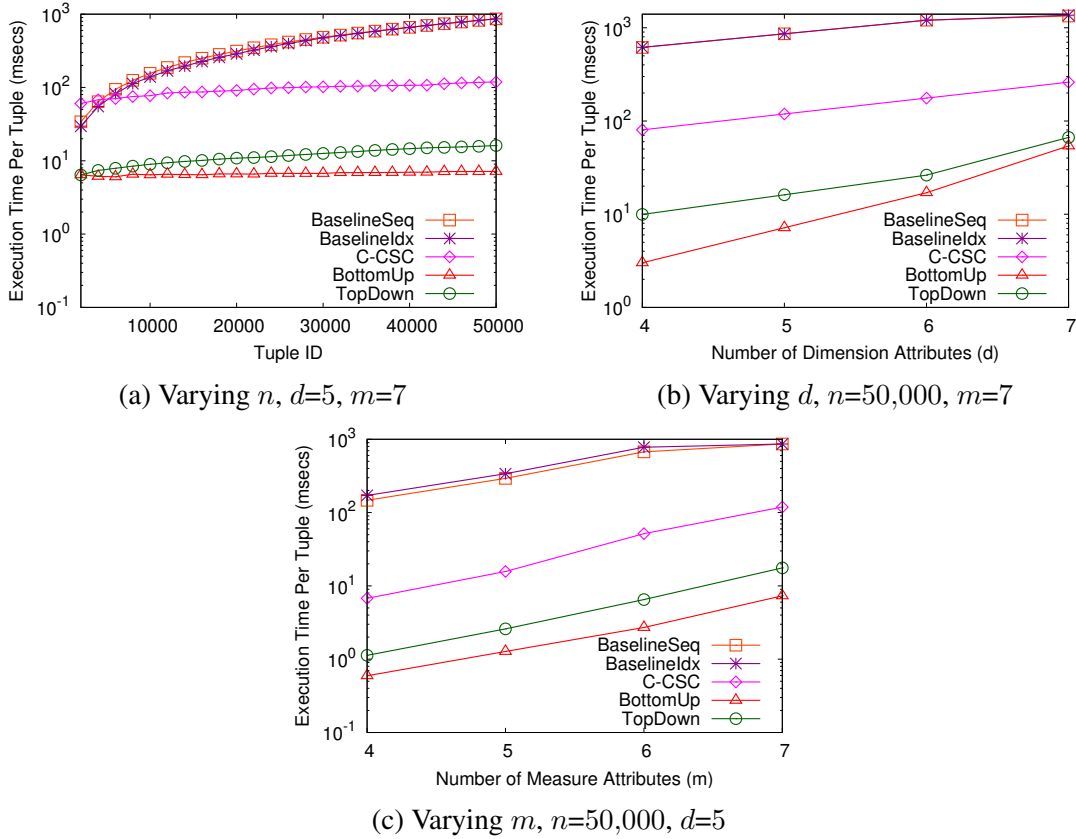 Execution Time Per Tuple (msecs)
10^3
10^2
10^1
10^0
10^-1
BaselineSeq
BaselineIdx
C-CSC
BottomUp
TopDown
10000 20000 30000 40000 50000
Tuple ID
(a) Varying n, d=5, m=7
Execution Time Per Tuple (msecs)
10^3
10^2
10^1
10^0
BaselineSeq
BaselineIdx
C-CSC
BottomUp
TopDown
4 5 6 7
Number of Dimension Attributes (d)
(b) Varying d, n=50,000, m=7
Execution Time Per Tuple (msecs)
10^3
10^2
10^1
10^0
10^-1
BaselineSeq
BaselineIdx
C-CSC
BottomUp
TopDown
4 5 6 7
Number of Measure Attributes (m)
(c) Varying m, n=50,000, d=5